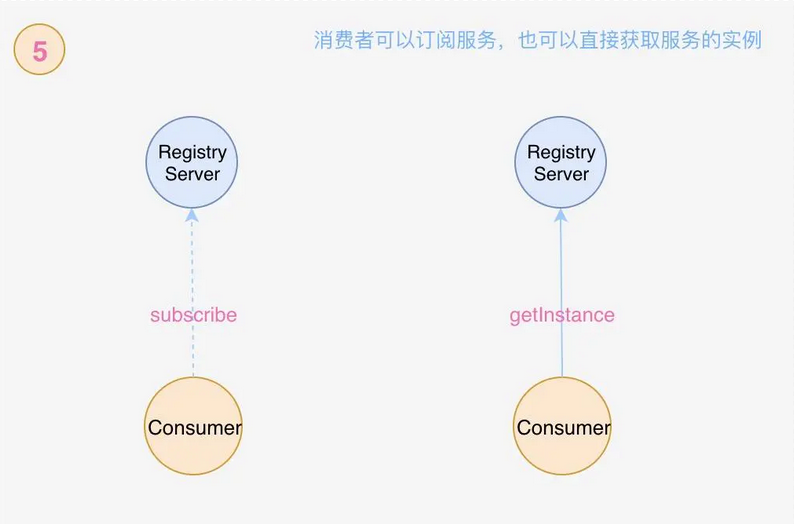 5
消费者可以订阅服务，也可以直接获取服务的实例
Registry
Server
Registry
Server
subscribe
getInstance
Consumer
Consumer